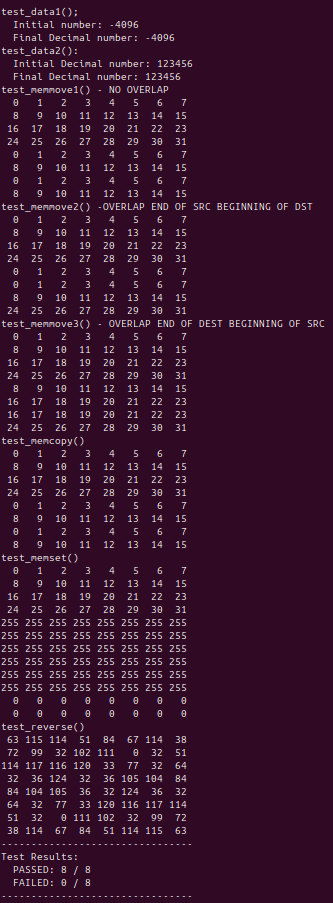 test_data1();
  Initial number: -4096
  Final Decimal number: -4096
test_data2():
  Initial Decimal number: 123456
  Final Decimal number: 123456
test_memmove1() - NO OVERLAP
  0   1   2   3   4   5   6   7
  8   9  10  11  12  13  14  15
 16  17  18  19  20  21  22  23
 24  25  26  27  28  29  30  31
  0   1   2   3   4   5   6   7
  8   9  10  11  12  13  14  15
  0   1   2   3   4   5   6   7
  8   9  10  11  12  13  14  15
test_memmove2() -OVERLAP END OF SRC BEGINNING OF DST
  0   1   2   3   4   5   6   7
  8   9  10  11  12  13  14  15
 16  17  18  19  20  21  22  23
 24  25  26  27  28  29  30  31
  0   1   2   3   4   5   6   7
  0   1   2   3   4   5   6   7
  8   9  10  11  12  13  14  15
 24  25  26  27  28  29  30  31
test_memmove3() - OVERLAP END OF DEST BEGINNING OF SRC
  0   1   2   3   4   5   6   7
  8   9  10  11  12  13  14  15
 16  17  18  19  20  21  22  23
 24  25  26  27  28  29  30  31
  8   9  10  11  12  13  14  15
 16  17  18  19  20  21  22  23
 16  17  18  19  20  21  22  23
 24  25  26  27  28  29  30  31
test_memcopy()
  0   1   2   3   4   5   6   7
  8   9  10  11  12  13  14  15
 16  17  18  19  20  21  22  23
 24  25  26  27  28  29  30  31
  0   1   2   3   4   5   6   7
  8   9  10  11  12  13  14  15
  0   1   2   3   4   5   6   7
  8   9  10  11  12  13  14  15
test_memset()
  0   1   2   3   4   5   6   7
  8   9  10  11  12  13  14  15
 16  17  18  19  20  21  22  23
 24  25  26  27  28  29  30  31
255 255 255 255 255 255 255 255
255 255 255 255 255 255 255 255
255 255 255 255 255 255 255 255
255 255 255 255 255 255 255 255
255 255 255 255 255 255 255 255
255 255 255 255 255 255 255 255
  0   0   0   0   0   0   0   0
  0   0   0   0   0   0   0   0
test_reverse()
 63 115 114  51  84  67 114  38
 72  99  32 102 111   0  32  51
114 117 116 120  33  77  32  64
 32  36 124  32  36 105 104  84
 84 104 105  36  32 124  36  32
 64  32  77  33 120 116 117 114
 51  32   0 111 102  32  99  72
 38 114  67  84  51 114 115  63
--------------------------------
Test Results:
  PASSED: 8 / 8
  FAILED: 0 / 8
--------------------------------